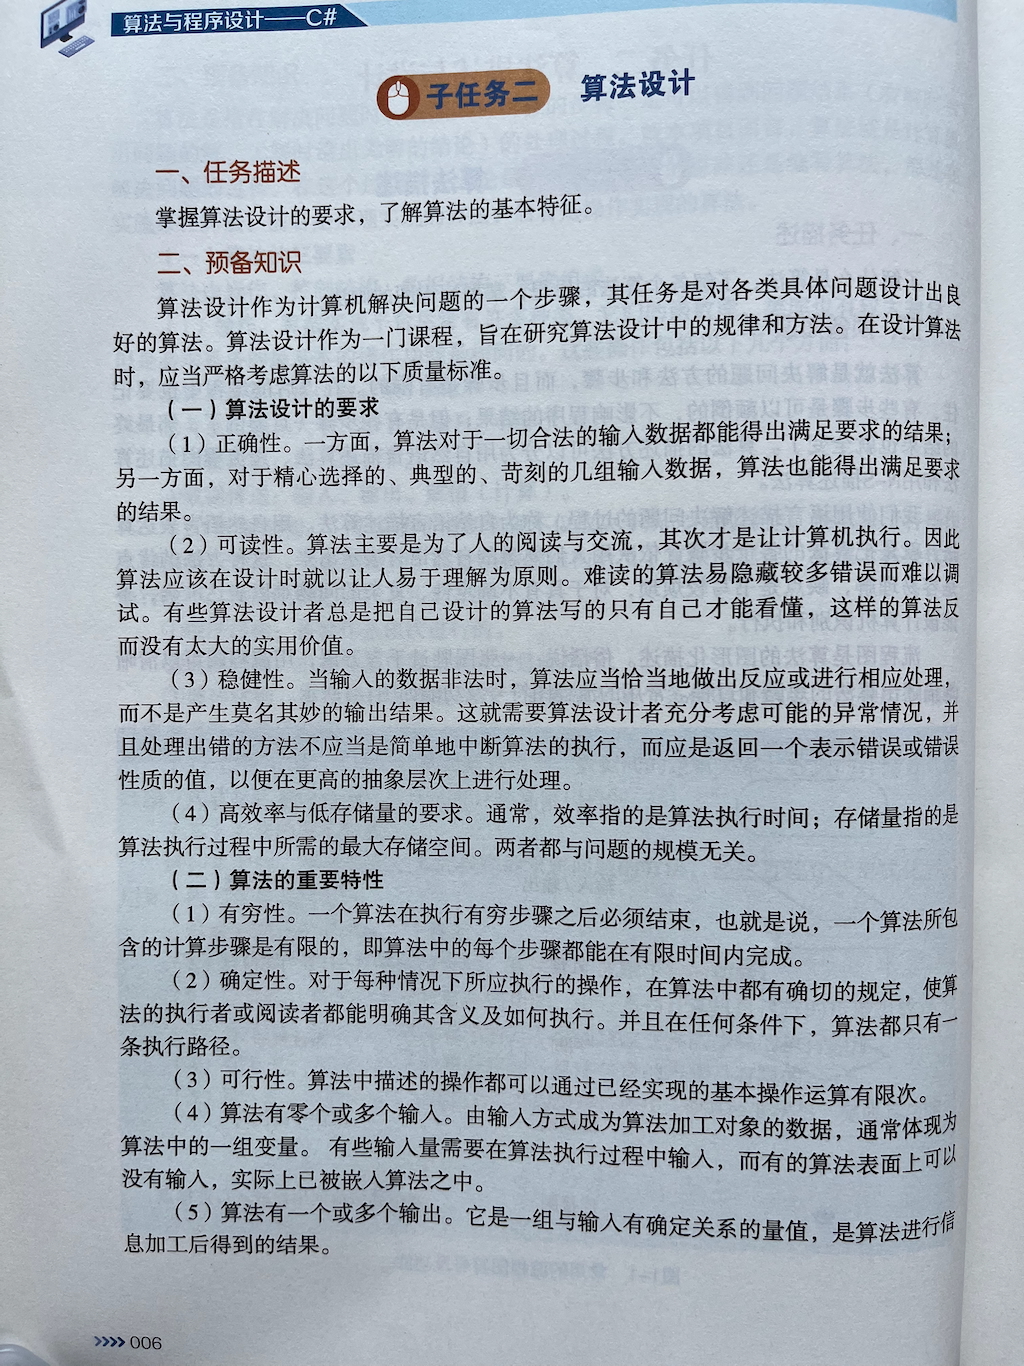 算法与程序设计——C#
子任务二 算法设计
一、任务描述
掌握算法设计的要求，了解算法的基本特征。
二、预备知识
算法设计作为计算机解决问题的一个步骤，其任务是对各类具体问题设计出良
好的算法。算法设计作为一门课程，旨在研究算法设计中的规律和方法。在设计算法
时，应当严格考虑算法的以下质量标准。
（一）算法设计的要求
（1）正确性。一方面，算法对于一切合法的输入数据都能得出满足要求的结果；
另一方面，对于精心选择的、典型的、苛刻的几组输入数据，算法也能得出满足要求
的结果。
（2）可读性。算法主要是为了人的阅读与交流，其次才是让计算机执行。因此
算法应该在设计时就以让人易于理解为原则。难读的算法易隐藏较多错误而难以调
试。有些算法设计者总是把自己设计的算法写的只有自己才能看懂，这样的算法反
而没有太大的实用价值。
（3）稳健性。当输入的数据非法时，算法应当恰当地做出反应或进行相应处理，
而不是产生莫名其妙的输出结果。这就需要算法设计者充分考虑可能的异常情况，并
且处理出错的方法不应当是简单地中断算法的执行，而应是返回一个表示错误或错误
性质的值，以便在更高的抽象层次上进行处理。
（4）高效率与低存储量的要求。通常，效率指的是算法执行时间；存储量指的是
算法执行过程中所需的最大存储空间。两者都与问题的规模无关。
（二）算法的重要特性
（1）有穷性。一个算法在执行有穷步骤之后必须结束，也就是说，一个算法所包
含的计算步骤是有限的，即算法中的每个步骤都能在有限时间内完成。
（2）确定性。对于每种情况下所应执行的操作，在算法中都有确切的规定，使算
法的执行者或阅读者都能明确其含义及如何执行。并且在任何条件下，算法都只有一
条执行路径。
（3）可行性。算法中描述的操作都可以通过已经实现的基本操作运算有限次。
（4）算法有零个或多个输入。由输入方式成为算法加工对象的数据，通常体现为
算法中的一组变量。 有些输入量需要在算法执行过程中输入，而有的算法表面上可以
没有输入，实际上已被嵌入算法之中。
（5）算法有一个或多个输出。它是一组与输入有确定关系的量值，是算法进行信
息加工后得到的结果。
006